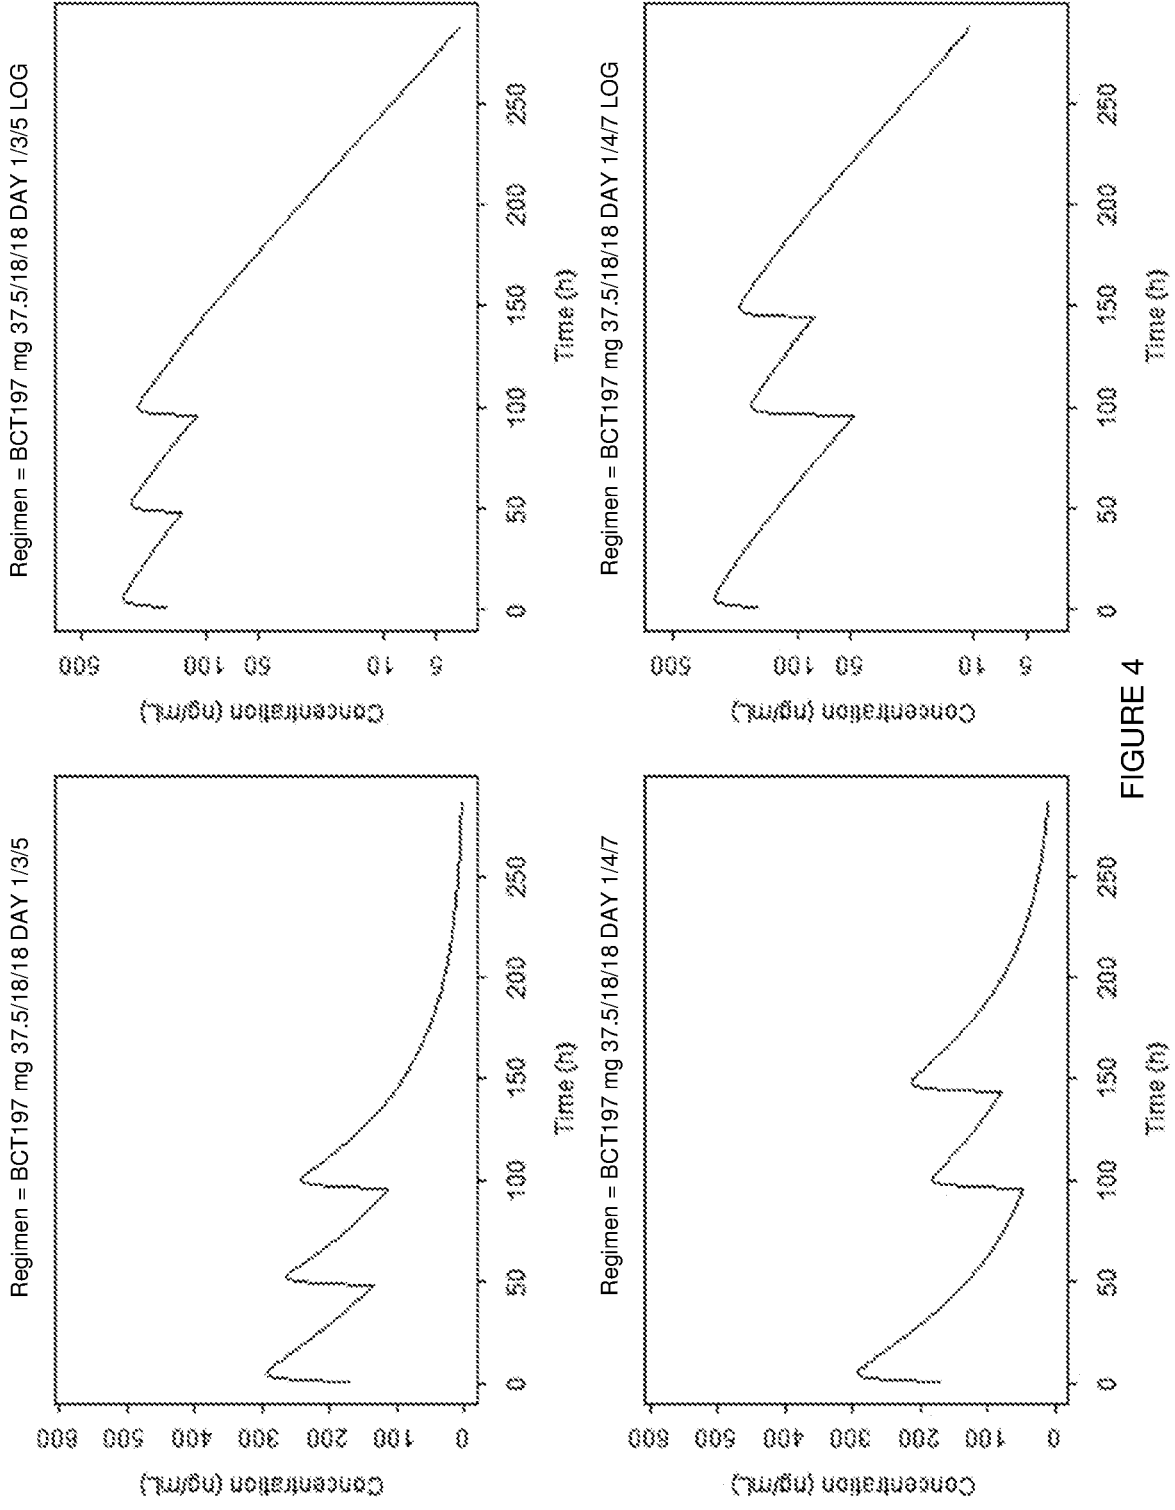 Regimen = BCT197 mg 37.5/18/18 DAY 1/3/5
Concentration (ng/mL)
600
500
400
300
200
100
0
0 50 100 150 200 250
Time (h)
Regimen = BCT197 mg 37.5/18/18 DAY 1/3/5 LOG
Concentration (ng/mL)
500
100
50
10
5
0 50 100 150 200 250
Time (h)
Regimen = BCT197 mg 37.5/18/18 DAY 1/4/7
Concentration (ng/mL)
600
500
400
300
200
100
0
0 50 100 150 200 250
Time (h)
Regimen = BCT197 mg 37.5/18/18 DAY 1/4/7 LOG
Concentration (ng/mL)
500
100
50
10
5
0 50 100 150 200 250
Time (h)
FIGURE 4